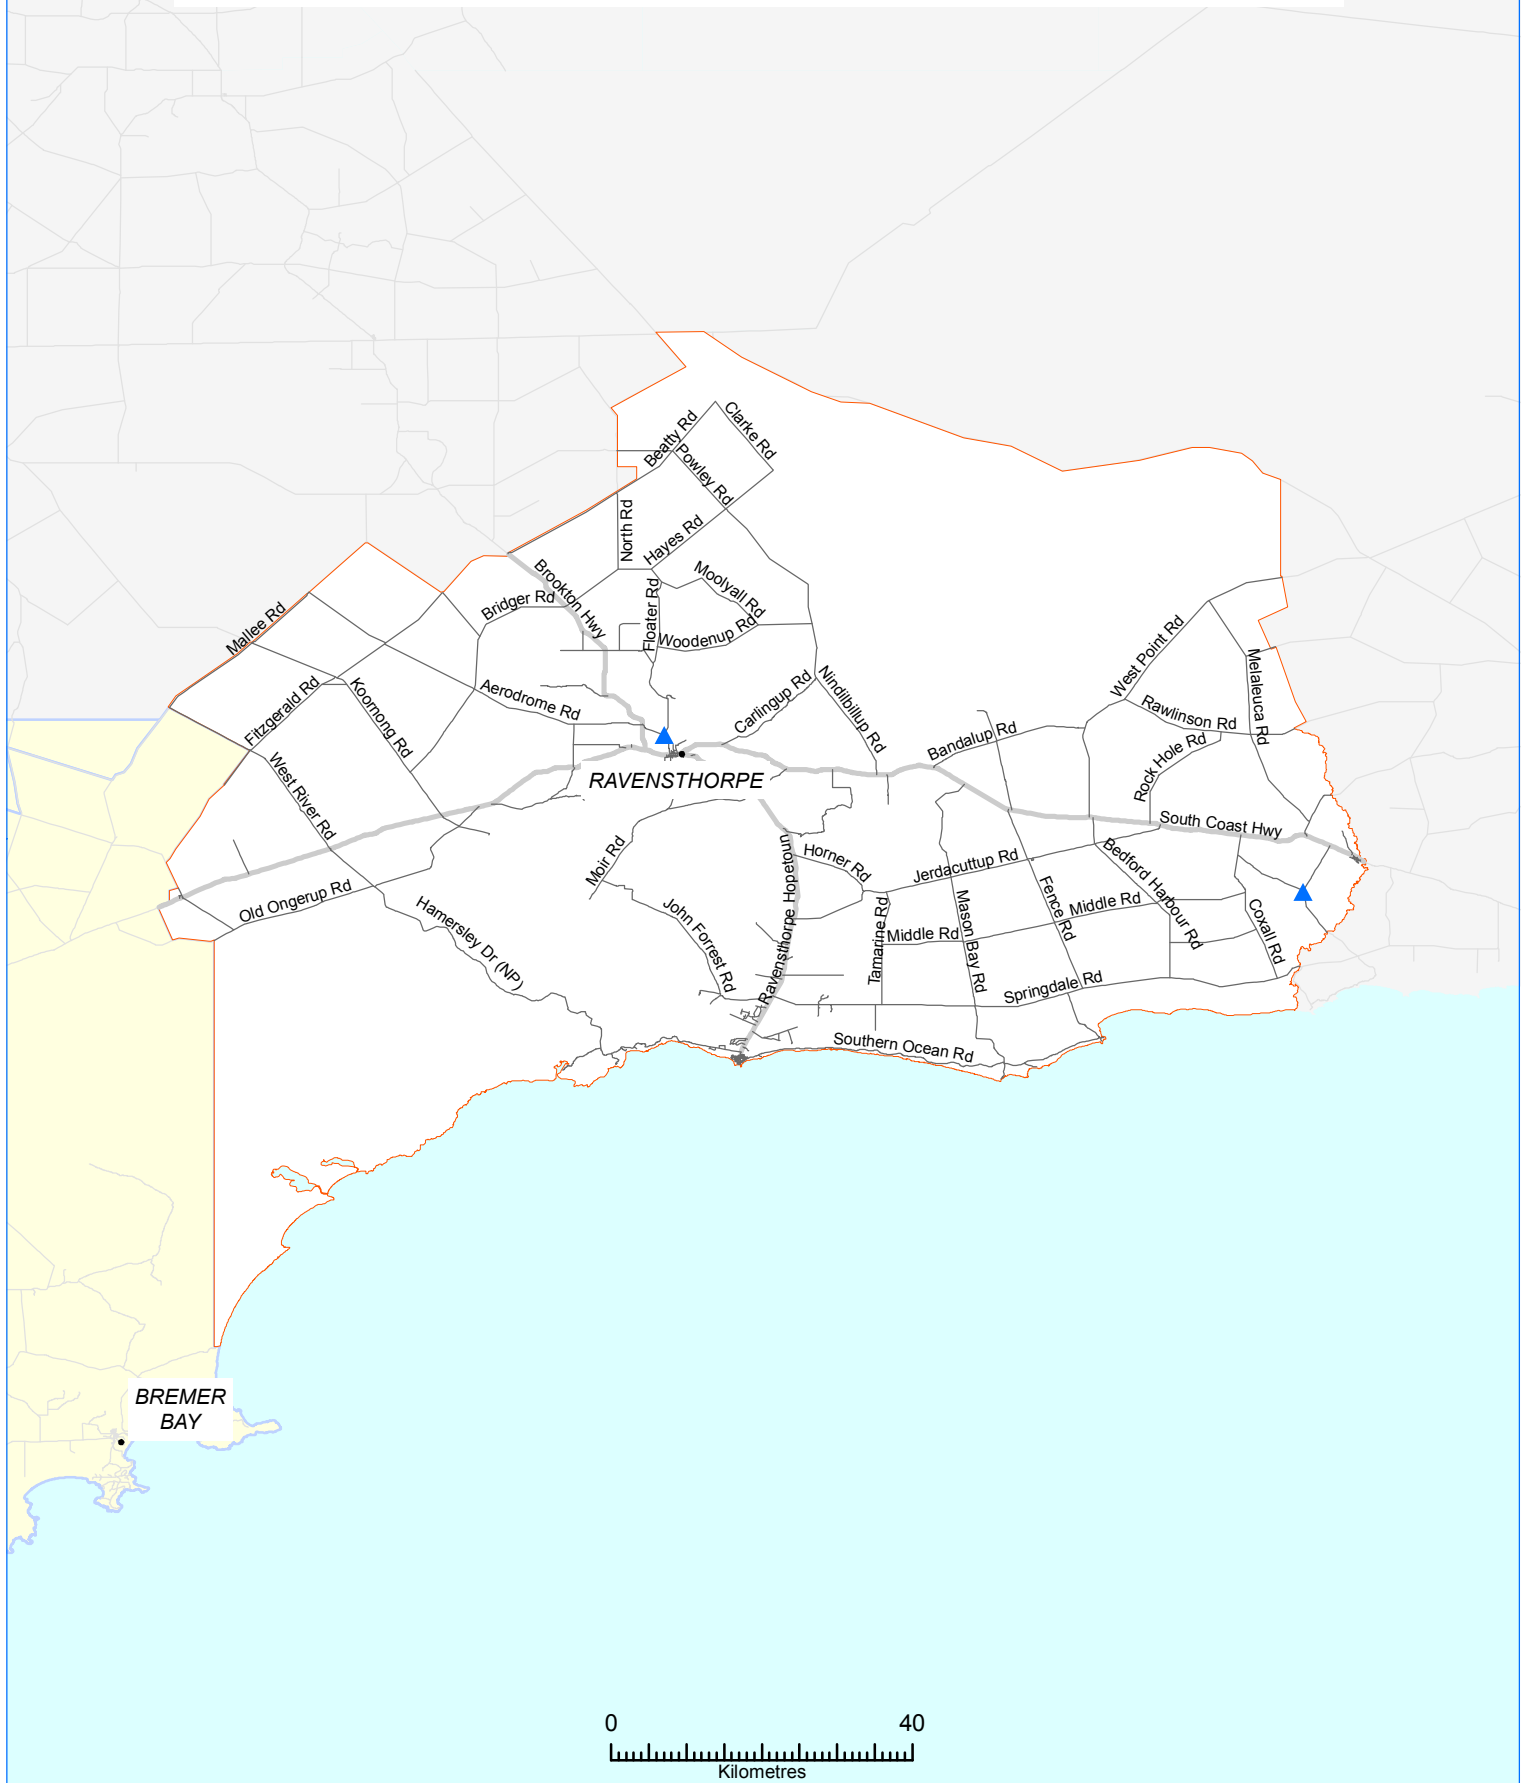 Clarke Rd
Beatty Rd
Powley Rd
North Rd
Hayes Rd
Brookton Hwy
Moolyall Rd
Bridger Rd
Floater Rd
Woodenup Rd
Mallee Rd
West Point Rd
Melaleuca Rd
Fitzgerald Rd
Koornong Rd
Aerodrome Rd
Carlingup Rd
Nindilbillup Rd
Rawlinson Rd
Bandalup Rd
Rock Hole Rd
West River Rd
RAVENSTHORPE
South Coast Hwy
Moir Rd
Horner Rd
Jerdacuttup Rd
Bedford Harbour Rd
Old Ongerup Rd
Hamersley Dr (NP)
John Forrest Rd
Ravensthorpe Hopetoun
Tamarine Rd
Middle Rd
Mason Bay Rd
Fence Rd
Middle Rd
Coxall Rd
Springdale Rd
Southern Ocean Rd
BREMER
BAY
0 40
Kilometres